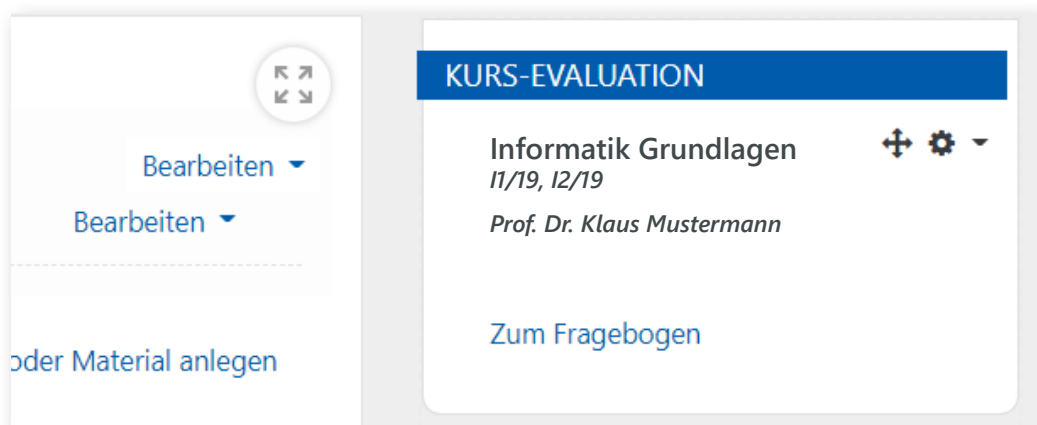 Bearbeiten
Bearbeiten
oder Material anlegen
KURS-EVALUATION
Informatik Grundlagen
I1/19, I2/19
Prof. Dr. Klaus Mustermann
Zum Fragebogen